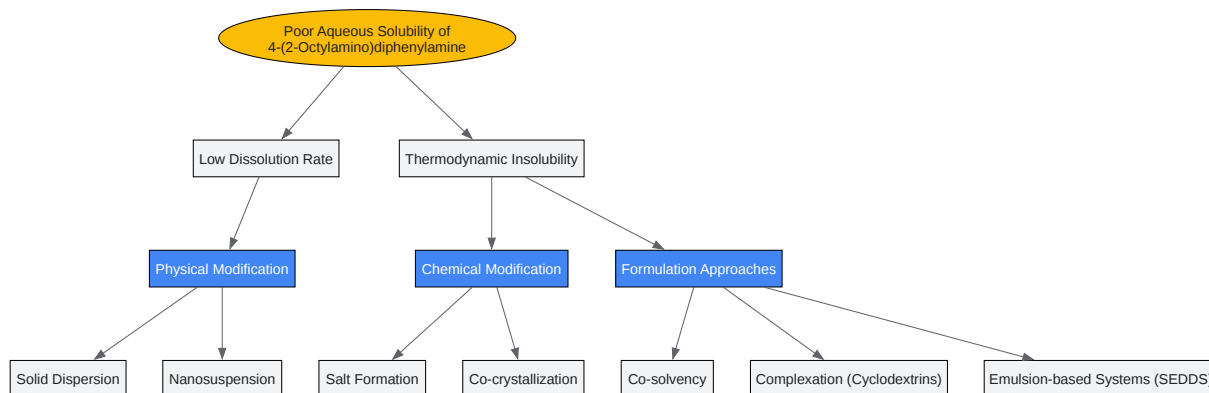 Poor Aqueous Solubility of
4-(2-Octylamino)diphenylamine
Low Dissolution Rate
Thermodynamic Insolubility
Physical Modification
Chemical Modification
Formulation Approaches
Solid Dispersion
Nanosuspension
Salt Formation
Co-crystallization
Co-solvency
Complexation (Cyclodextrins)
Emulsion-based Systems (SEDDS)